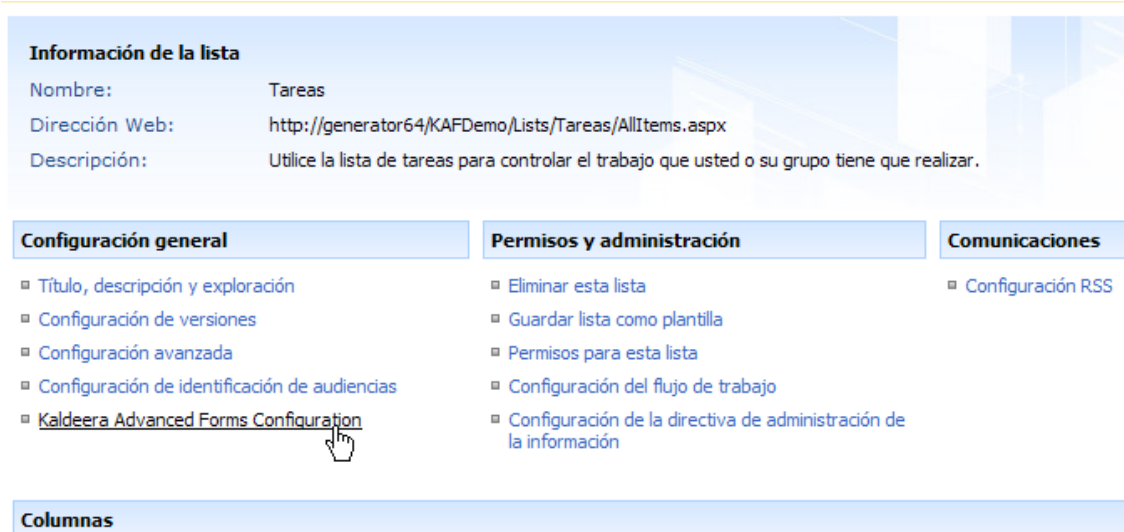 Información de la lista
Nombre: Tareas
Dirección Web: http://generator64/KAFDemo/Lists/Tareas/AllItems.aspx
Descripción: Utilice la lista de tareas para controlar el trabajo que usted o su grupo tiene que realizar.
Configuración general
Título, descripción y exploración
Configuración de versiones
Configuración avanzada
Configuración de identificación de audiencias
Kaldeera Advanced Forms Configuration
Permisos y administración
Eliminar esta lista
Guardar lista como plantilla
Permisos para esta lista
Configuración del flujo de trabajo
Configuración de la directiva de administración de
la información
Comunicaciones
Configuración RSS
Columnas